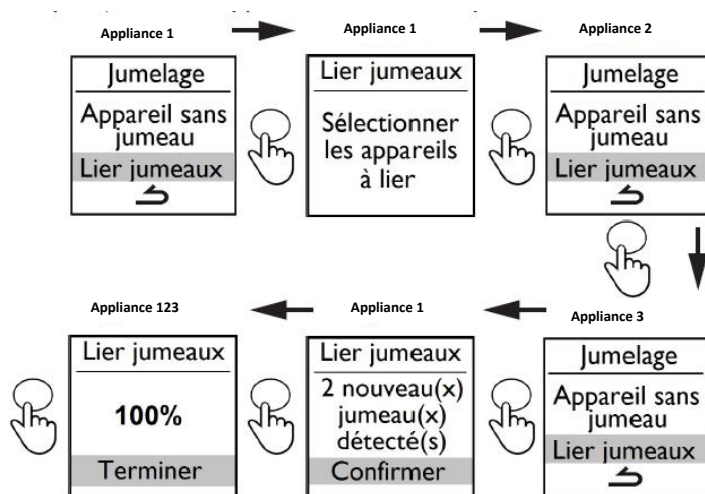 Appliance 1
Jumelage
Appareil sans
jumeau
Lier jumeaux
Appliance 1
Lier jumeaux
Sélectionner
les appareils
à lier
Appliance 2
Jumelage
Appareil sans
jumeau
Lier jumeaux
Appliance 3
Jumelage
Appareil sans
jumeau
Lier jumeaux
Appliance 1
Lier jumeaux
2 nouveau(x)
jumeau(x)
détecté(s)
Confirmer
Appliance 123
Lier jumeaux
100%
Terminer